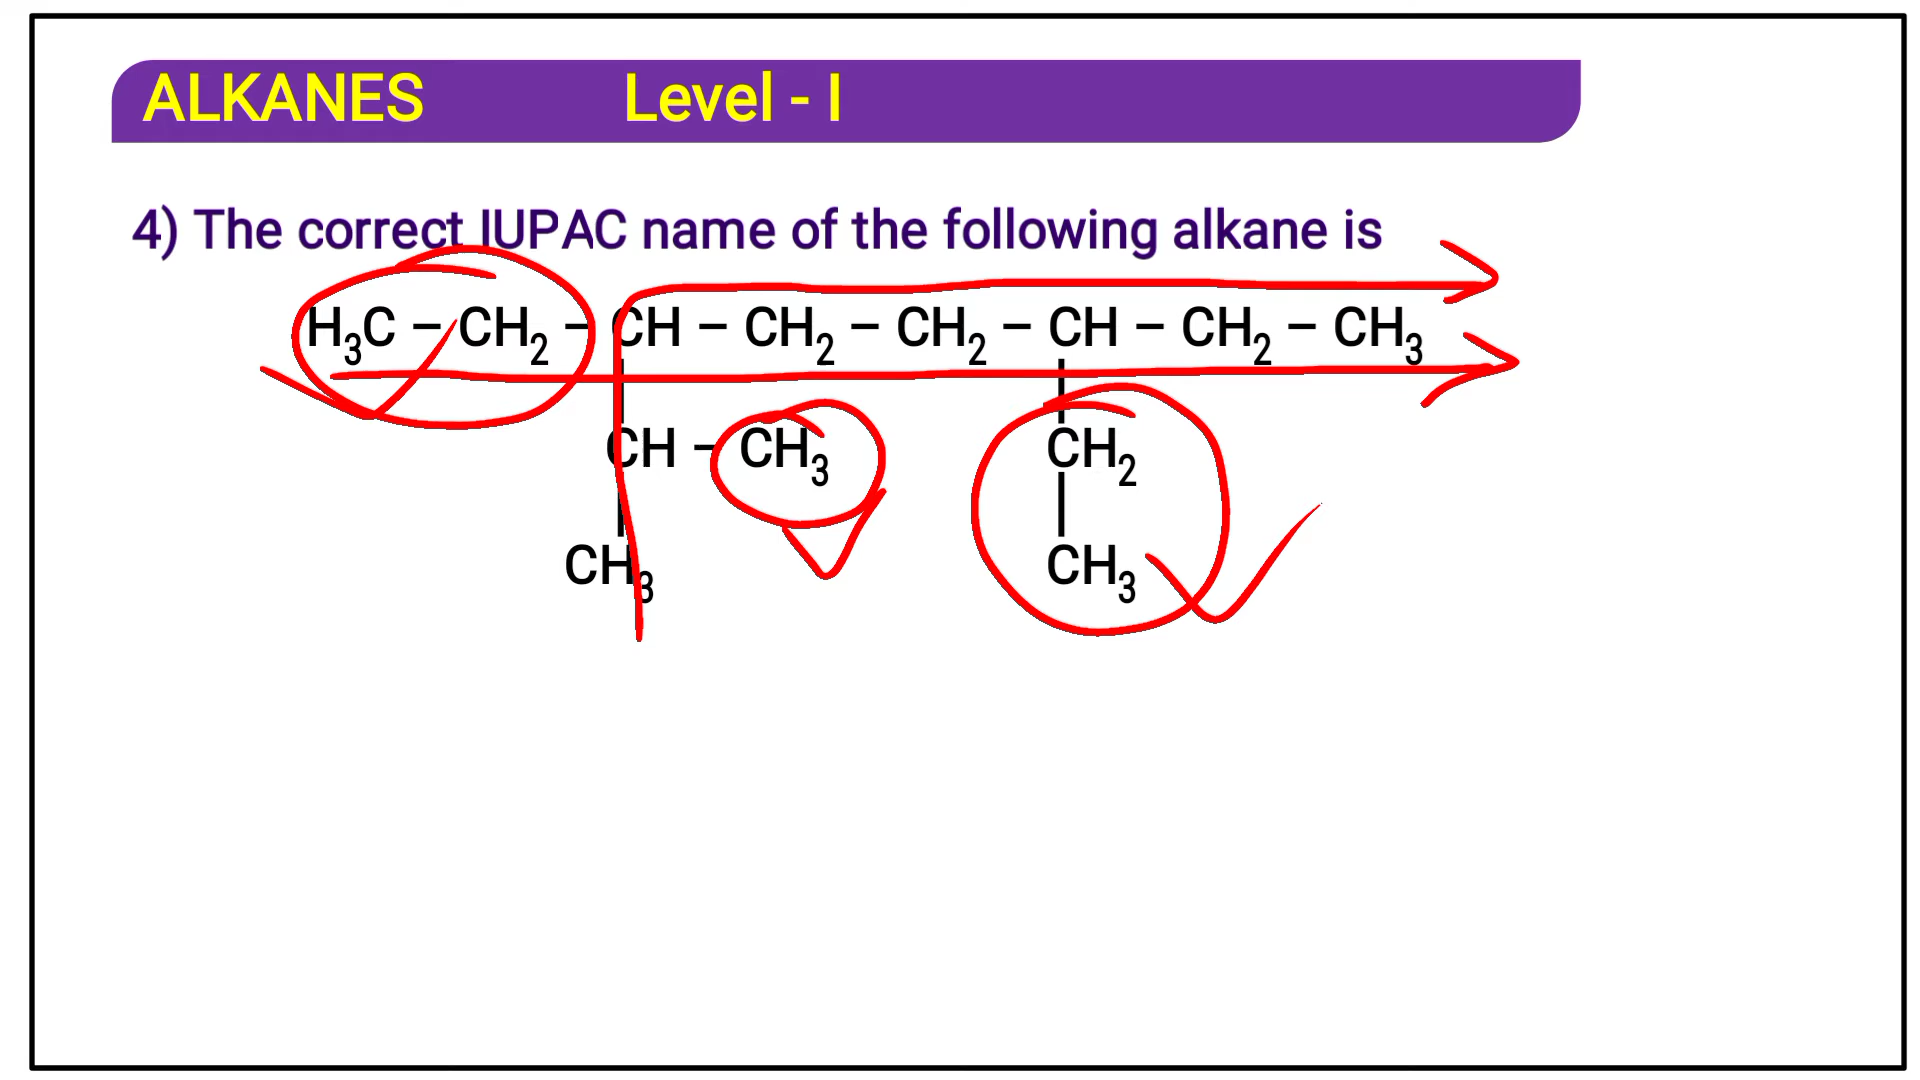 ALKANES Level - I
4) The correct IUPAC name of the following alkane is
H₃C – CH₂ – CH – CH₂ – CH₂ – CH – CH₂ – CH₃
CH – CH₃ CH₂
CH₃ CH₃